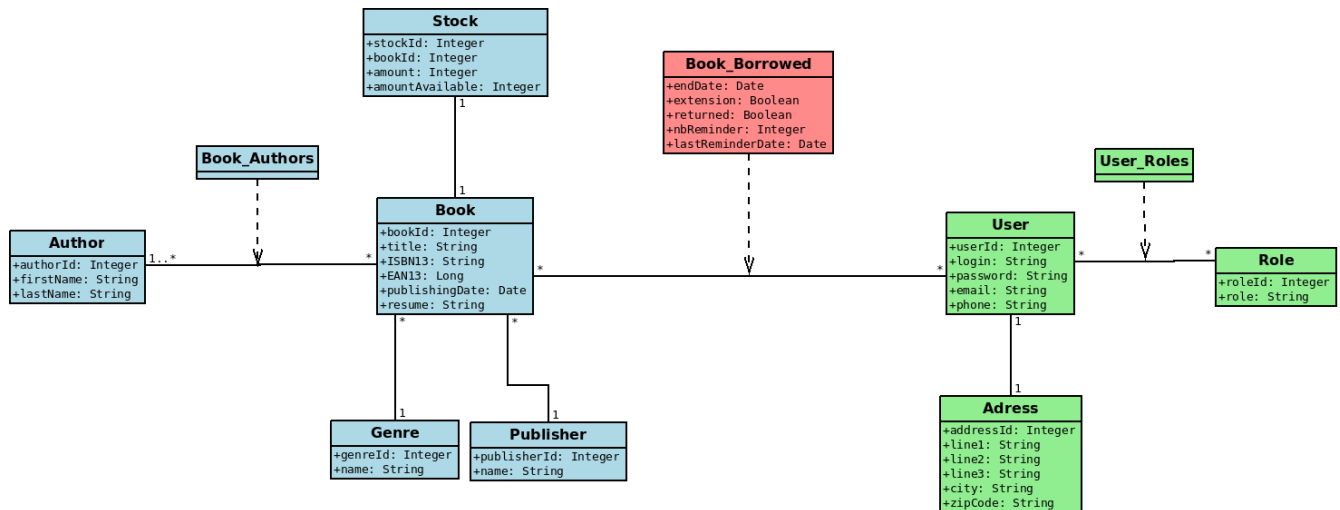 Stock
+stockId: Integer
+bookId: Integer
+amount: Integer
+amountAvailable: Integer
1
Book_Borrowed
+endDate: Date
+extension: Boolean
+returned: Boolean
+nbReminder: Integer
+lastReminderDate: Date
Book_Authors
User_Roles
1
Book
+bookId: Integer
+title: String
+ISBN13: String
+EAN13: Long
+publishingDate: Date
+resume: String
Author
+authorId: Integer
+firstName: String
+lastName: String
1..*
*
*
*
*
*
User
+userId: Integer
+login: String
+password: String
+email: String
+phone: String
*
*
Role
+roleId: Integer
+role: String
1
1
1
1
Genre
+genreId: Integer
+name: String
Publisher
+publisherId: Integer
+name: String
Adress
+addressId: Integer
+line1: String
+line2: String
+line3: String
+city: String
+zipCode: String